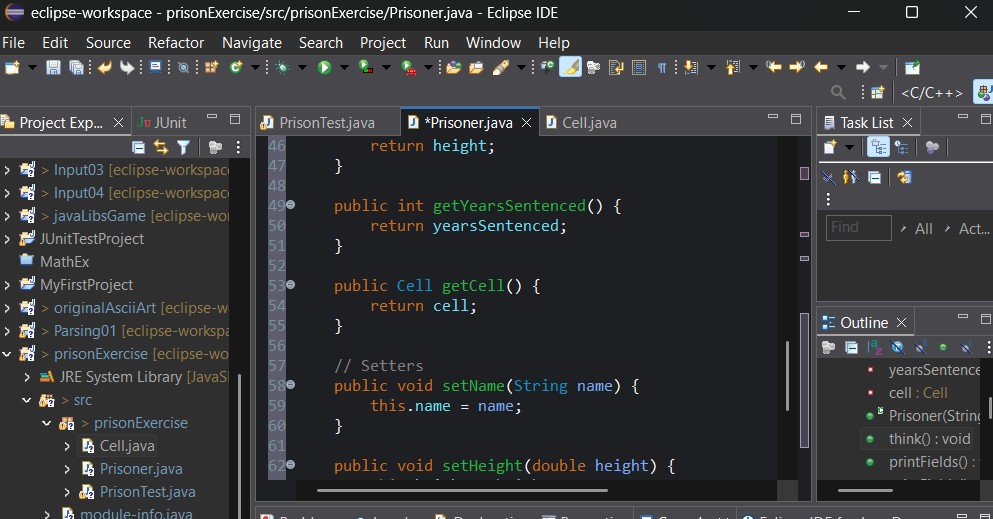 eclipse-workspace - prisonExercise/src/prisonExercise/Prisoner.java - Eclipse IDE
File Edit Source Refactor Navigate Search Project Run Window Help
<C/C++>
Project Exp...
JUnit
> Input03 [eclipse-workspac
> Input04 [eclipse-workspac
> javaLibsGame [eclipse-wo
JUnitTestProject
MathEx
MyFirstProject
> originalAsciiArt [eclipse-w
> Parsing01 [eclipse-workspa
> prisonExercise [eclipse-wo
JRE System Library [JavaS
> src
> prisonExercise
Cell.java
Prisoner.java
PrisonTest.java
module-info.java
PrisonTest.java *Prisoner.java Cell.java
46 return height;
47 }
48
49 public int getYearsSentenced() {
50 return yearsSentenced;
51 }
52
53 public Cell getCell() {
54 return cell;
55 }
56
57 // Setters
58 public void setName(String name) {
59 this.name = name;
60 }
61
62 public void setHeight(double height) {
Task List
Find All Act...
Outline
yearsSentence
cell : Cell
Prisoner(String
think() : void
printFields() :